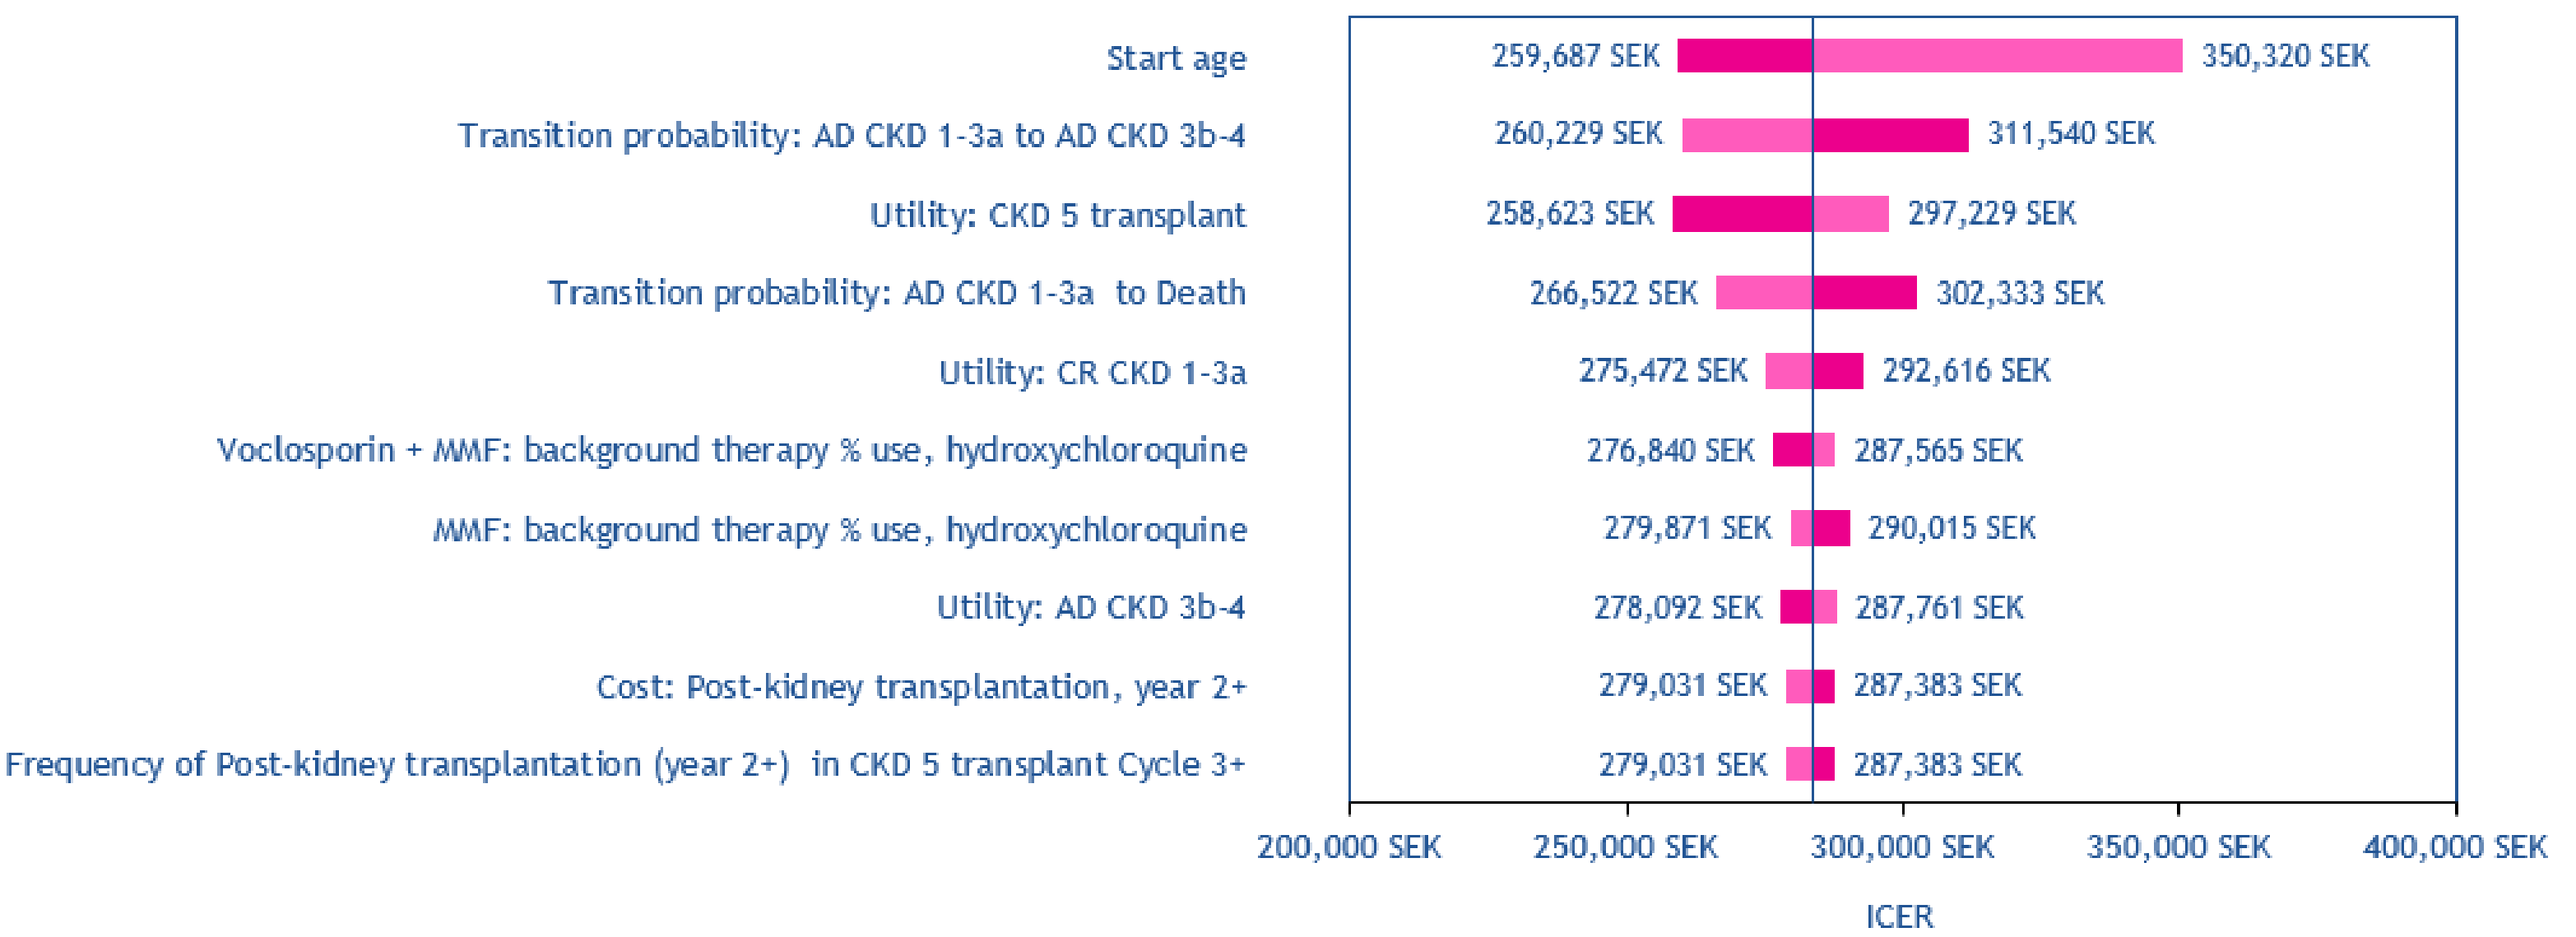 Start age 259,687 SEK 350,320 SEK
Transition probability: AD CKD 1-3a to AD CKD 3b-4 260,229 SEK 311,540 SEK
Utility: CKD 5 transplant 258,623 SEK 297,229 SEK
Transition probability: AD CKD 1-3a to Death 266,522 SEK 302,333 SEK
Utility: CR CKD 1-3a 275,472 SEK 292,616 SEK
Voclosporin + MMF: background therapy % use, hydroxychloroquine 276,840 SEK 287,565 SEK
MMF: background therapy % use, hydroxychloroquine 279,871 SEK 290,015 SEK
Utility: AD CKD 3b-4 278,092 SEK 287,761 SEK
Cost: Post-kidney transplantation, year 2+ 279,031 SEK 287,383 SEK
Frequency of Post-kidney transplantation (year 2+) in CKD 5 transplant Cycle 3+ 279,031 SEK 287,383 SEK
200,000 SEK 250,000 SEK 300,000 SEK 350,000 SEK 400,000 SEK
ICER